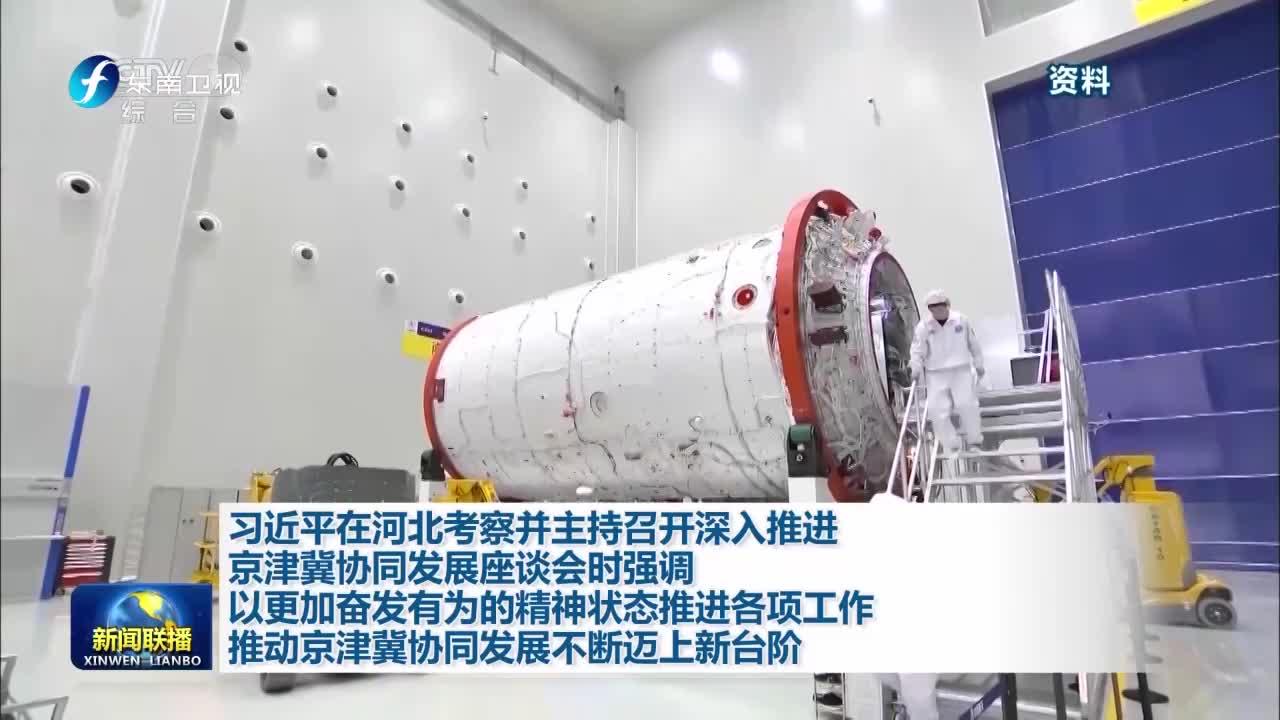 CCTV
东南卫视
综合
资料
习近平在河北考察并主持召开深入推进
京津冀协同发展座谈会时强调
以更加奋发有为的精神状态推进各项工作
推动京津冀协同发展不断迈上新台阶
新闻联播
XINWEN LIANBO